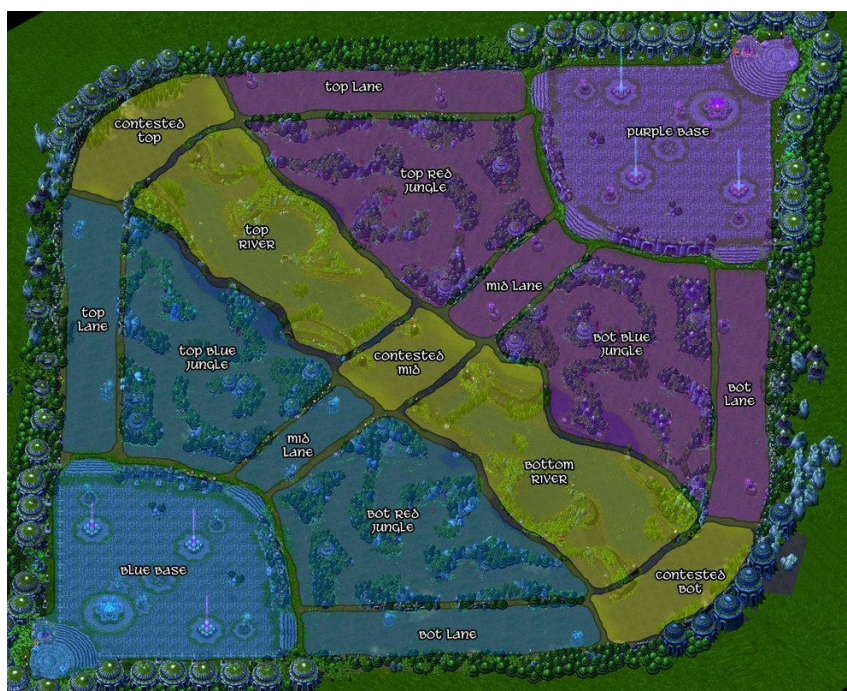 top Lane
contested
top
purple base
top red
jungle
top
river
mid Lane
top
Lane
bot blue
jungle
top blue
jungle
contested
mid
bot
Lane
mid
Lane
bottom
river
bot red
jungle
blue base
contested
bot
bot Lane